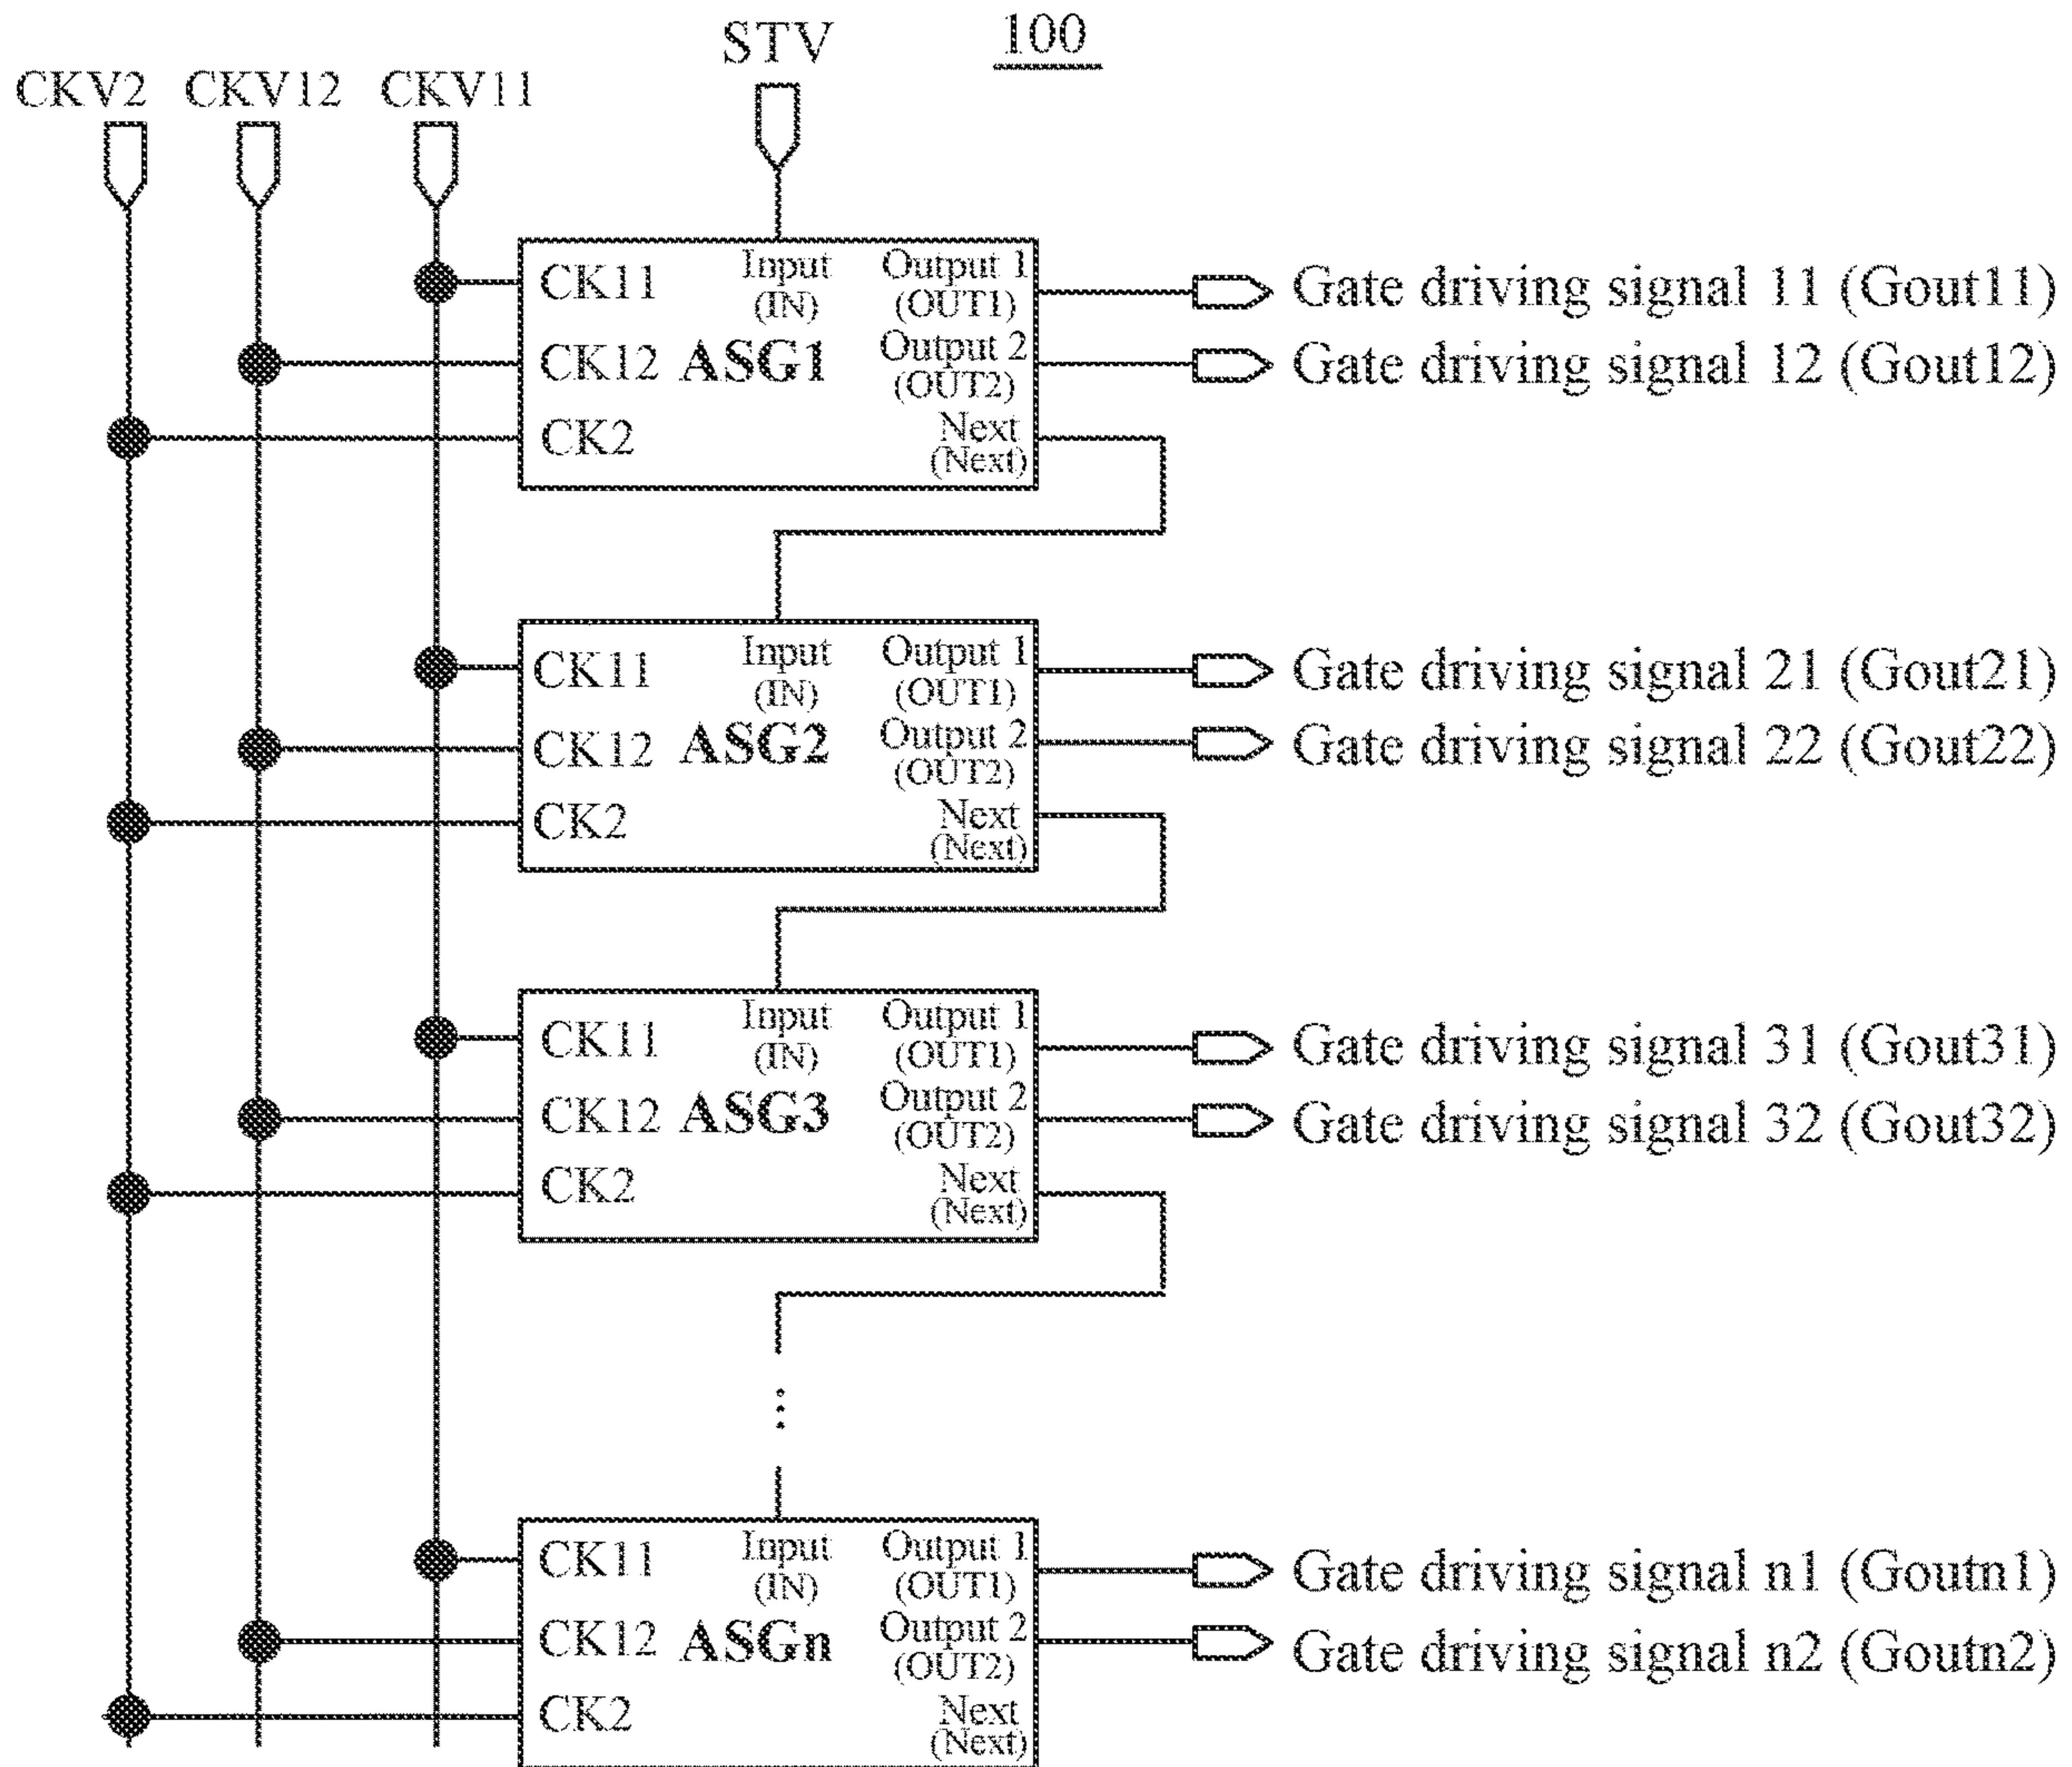 100
STV
CKV2 CKV12 CKV11
CK11 Input (IN) Output 1 (OUT1) Gate driving signal 11 (Gout11)
CK12 ASG1 Output 2 (OUT2) Gate driving signal 12 (Gout12)
CK2 Next (Next)
CK11 Input (IN) Output 1 (OUT1) Gate driving signal 21 (Gout21)
CK12 ASG2 Output 2 (OUT2) Gate driving signal 22 (Gout22)
CK2 Next (Next)
CK11 Input (IN) Output 1 (OUT1) Gate driving signal 31 (Gout31)
CK12 ASG3 Output 2 (OUT2) Gate driving signal 32 (Gout32)
CK2 Next (Next)
CK11 Input (IN) Output 1 (OUT1) Gate driving signal n1 (Goutn1)
CK12 ASGn Output 2 (OUT2) Gate driving signal n2 (Goutn2)
CK2 Next (Next)